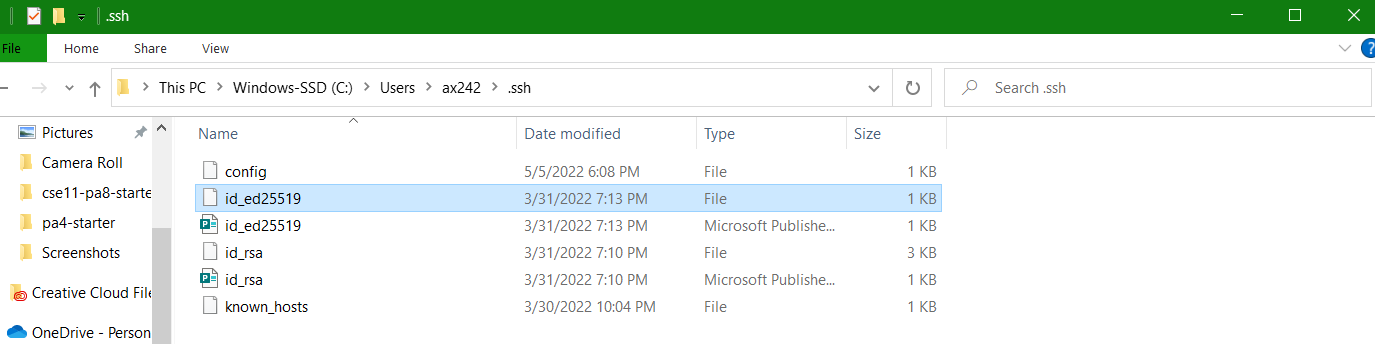 .ssh
File Home Share View
This PC Windows-SSD (C:) Users ax242 .ssh Search .ssh
Pictures
Camera Roll
cse11-pa8-starte
pa4-starter
Screenshots
Creative Cloud File
OneDrive - Person
Name Date modified Type Size
config 5/5/2022 6:08 PM File 1 KB
id_ed25519 3/31/2022 7:13 PM File 1 KB
id_ed25519 3/31/2022 7:13 PM Microsoft Publishe... 1 KB
id_rsa 3/31/2022 7:10 PM File 3 KB
id_rsa 3/31/2022 7:10 PM Microsoft Publishe... 1 KB
known_hosts 3/30/2022 10:04 PM File 1 KB